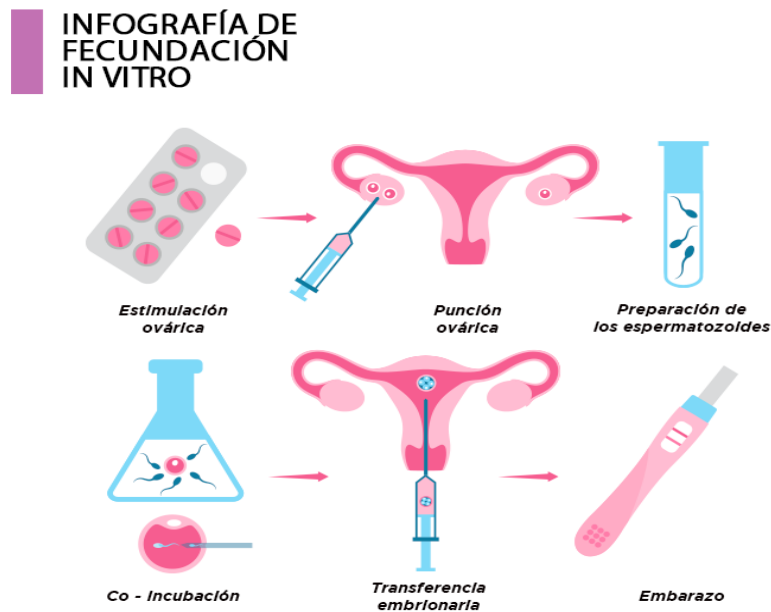 INFOGRAFÍA DE
FECUNDACIÓN
IN VITRO
Estimulación
ovárica
Punción
ovárica
Preparación de
los espermatozoides
Co - Incubación
Transferencia
embrionaria
Embarazo